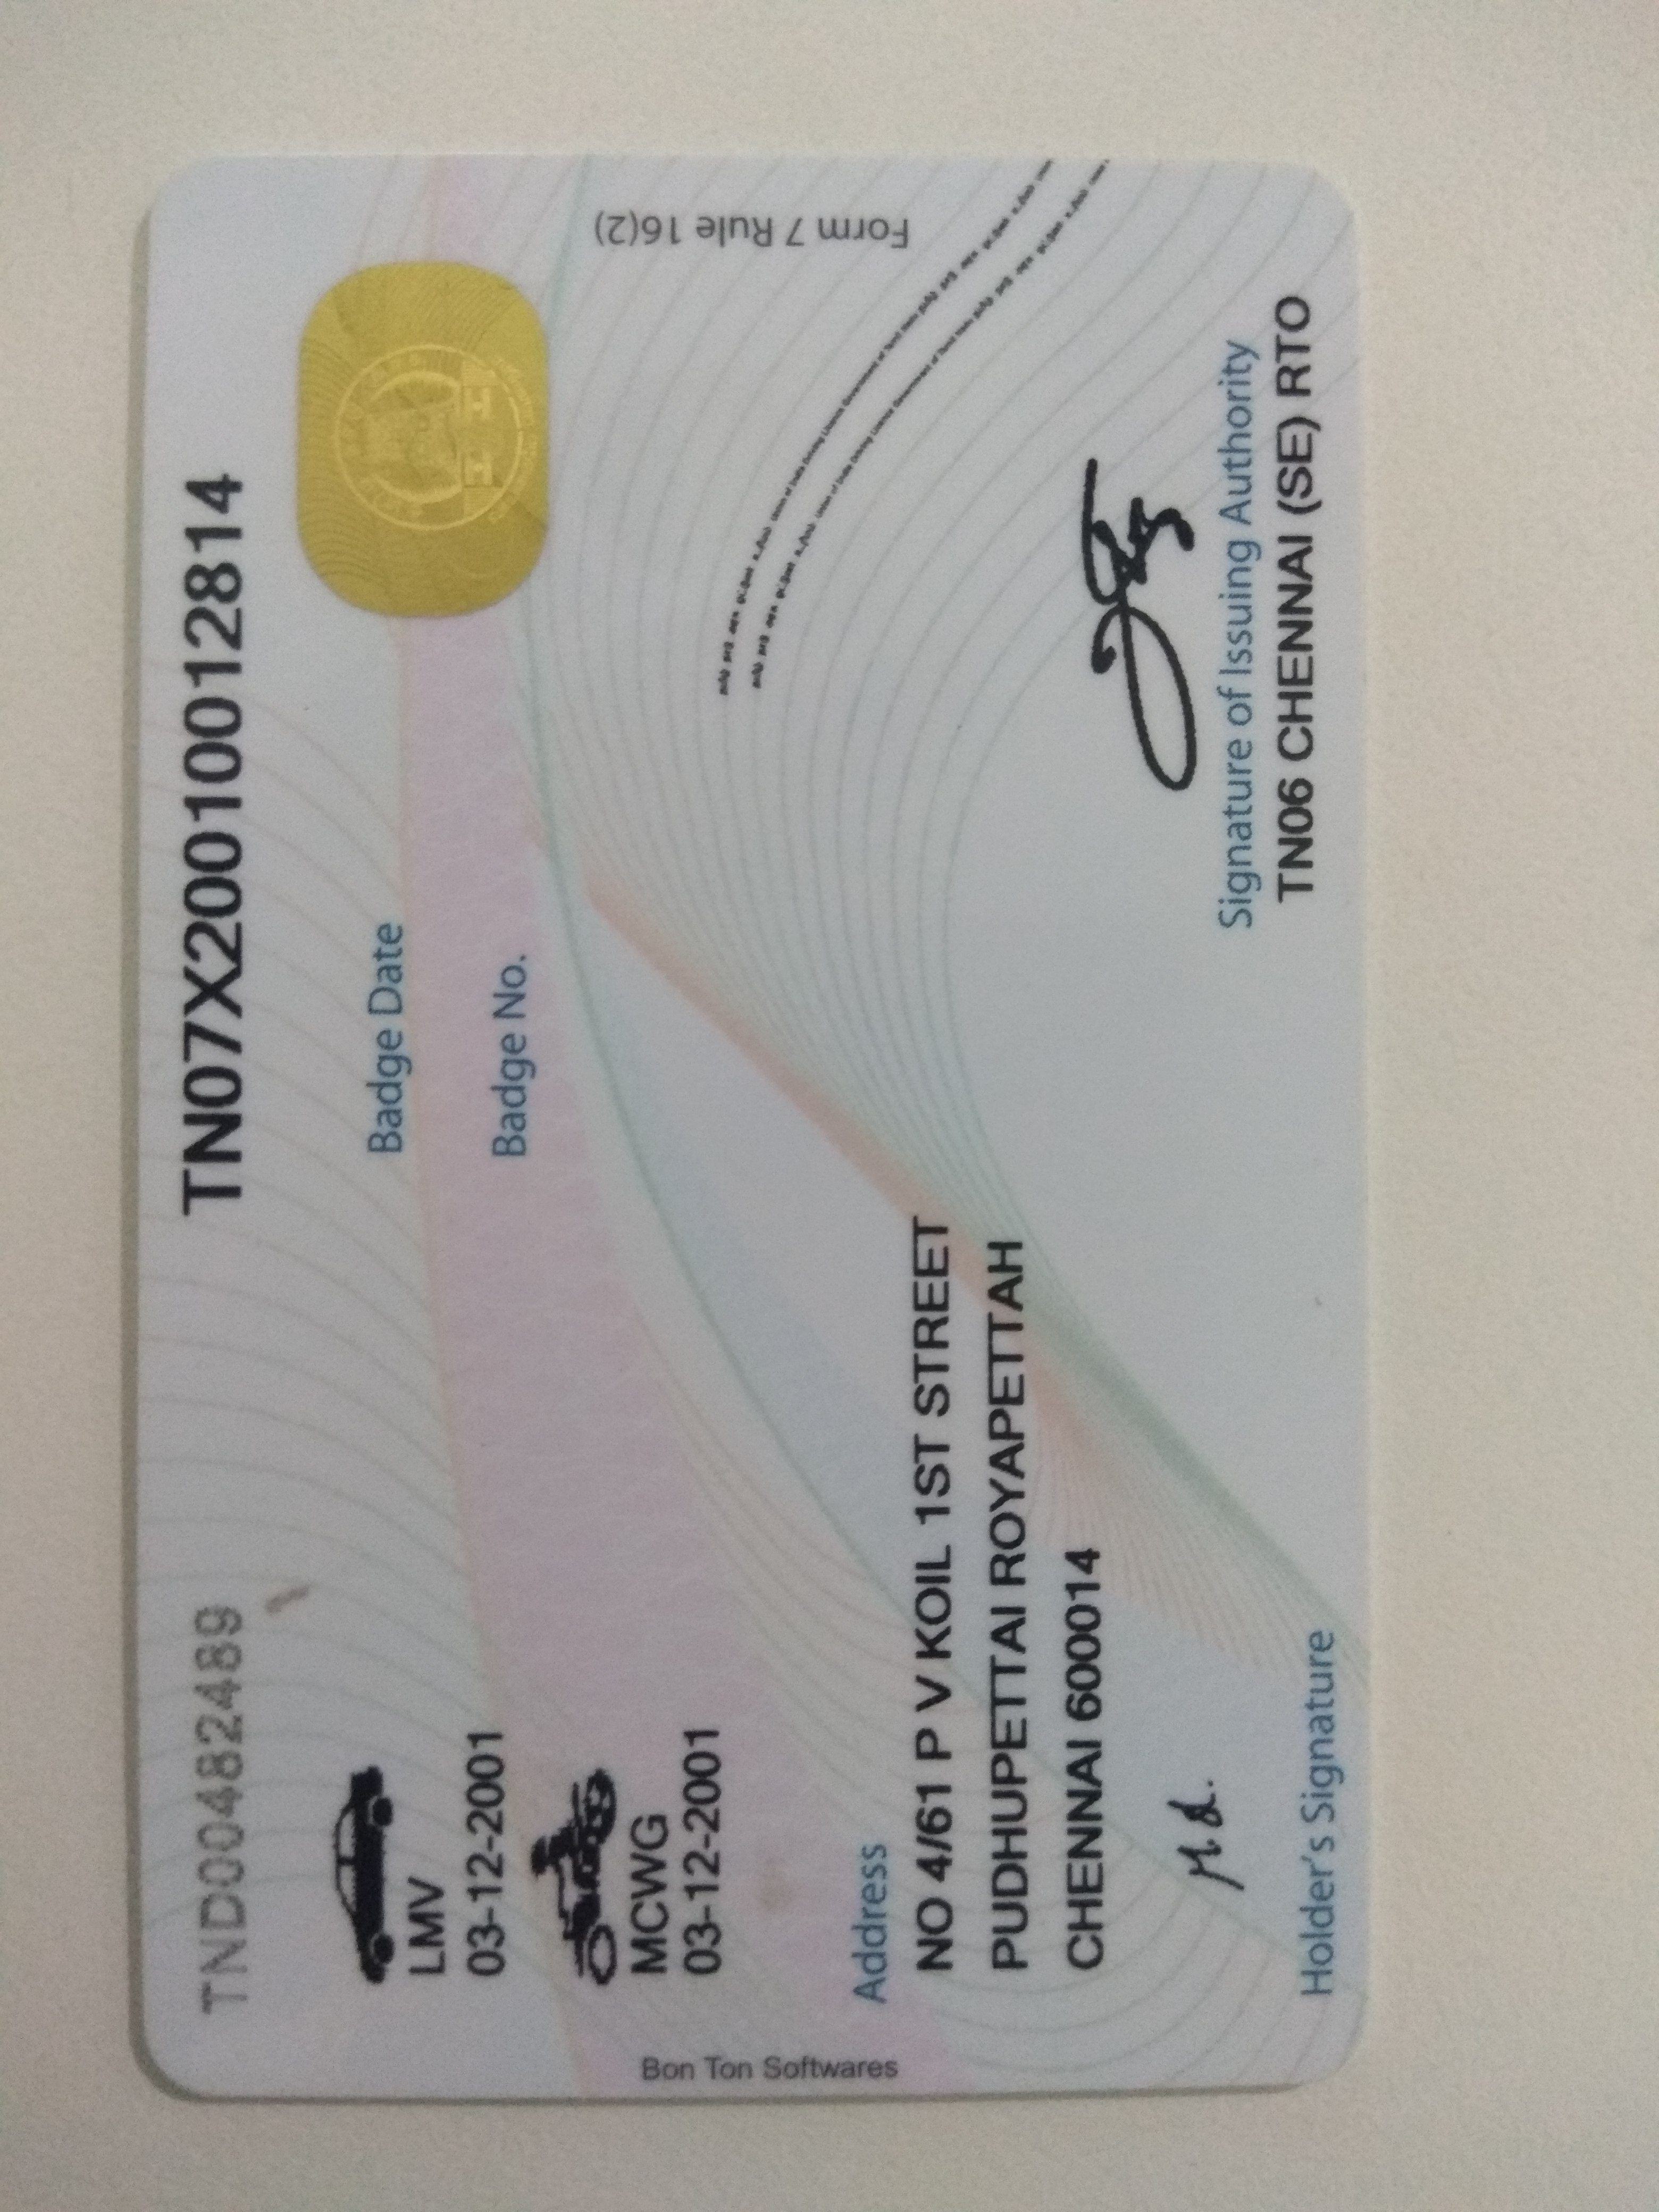 TND00482489
TN07X20010012814
LMV
03-12-2001
Badge Date
MCWG
03-12-2001
Badge No.
Form 7 Rule 16(2)
Address
NO 4/61 P V KOIL 1ST STREET
PUDHUPETTAI ROYAPETTAH
CHENNAI 600014
Holder's Signature
Signature of Issuing Authority
TN06 CHENNAI (SE) RTO
Bon Ton Softwares